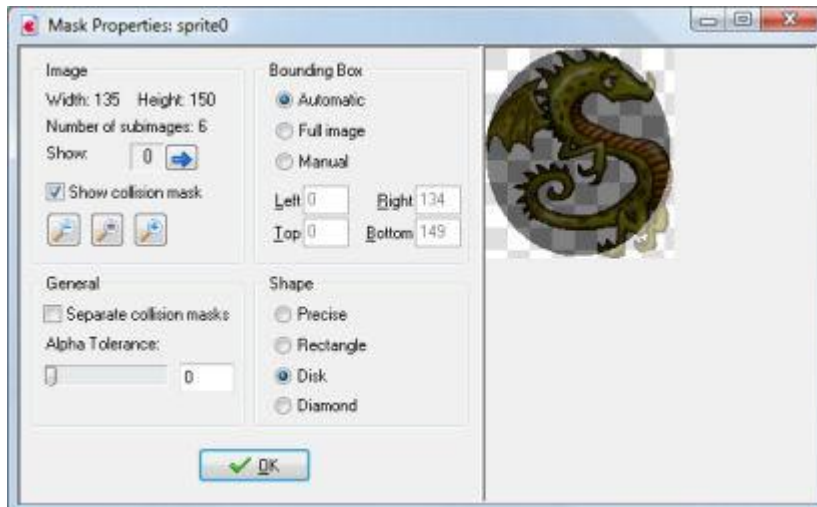 Mask Properties: sprite0
Image
Width: 135 Height: 150
Number of subimages: 6
Show: 0
Show collision mask
Bounding Box
Automatic
Full image
Manual
Left 0 Right 134
Top 0 Bottom 149
General
Separate collision masks
Alpha Tolerance:
0
Shape
Precise
Rectangle
Disk
Diamond
OK